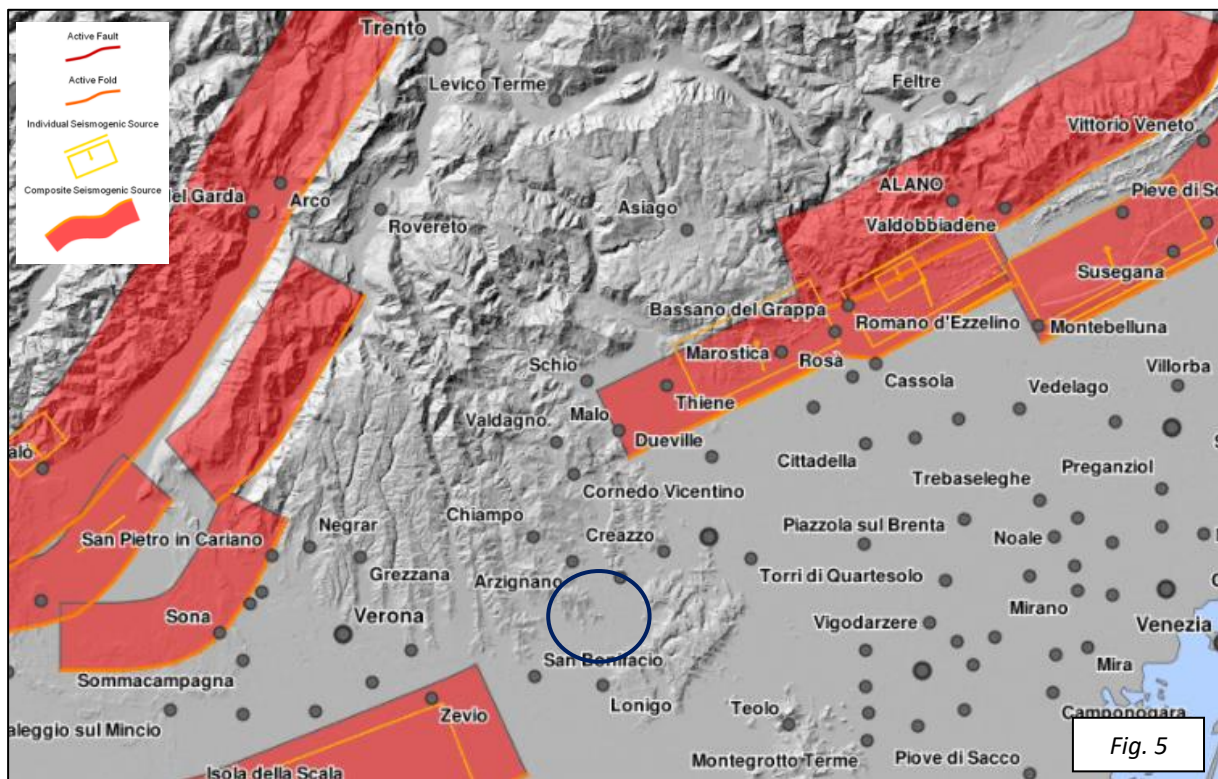 Active Fault
Active Fold
Individual Seismogenic Source
Composite Seismogenic Source
Trento
Levico Terme
Feltre
Vittorio Veneto
del Garda
Arco
Rovereto
Asiago
ALANO
Pieve di So
Valdobbiadene
Susegana
Bassano del Grappa
Romano d'Ezzelino
Montebelluna
Marostica
Rosà
Schio
Cassola
Villorba
Thiene
Vedelago
Valdagno
Malo
Dueville
alò
Cittadella
Preganziol
Trebaseleghe
Cornedo Vicentino
Chiampo
Negrar
Creazzo
Piazzola sul Brenta
Noale
San Pietro in Cariano
Grezzana
Arzignano
Torri di Quartesolo
Mirano
Sona
Verona
Vigodarzere
Venezia
San Bonifacio
Mira
Sommacampagna
Lonigo
Zevio
Teolo
Camponogara
aleggio sul Mincio
Montegrotto Terme
Piove di Sacco
Isola della Scala
Fig. 5